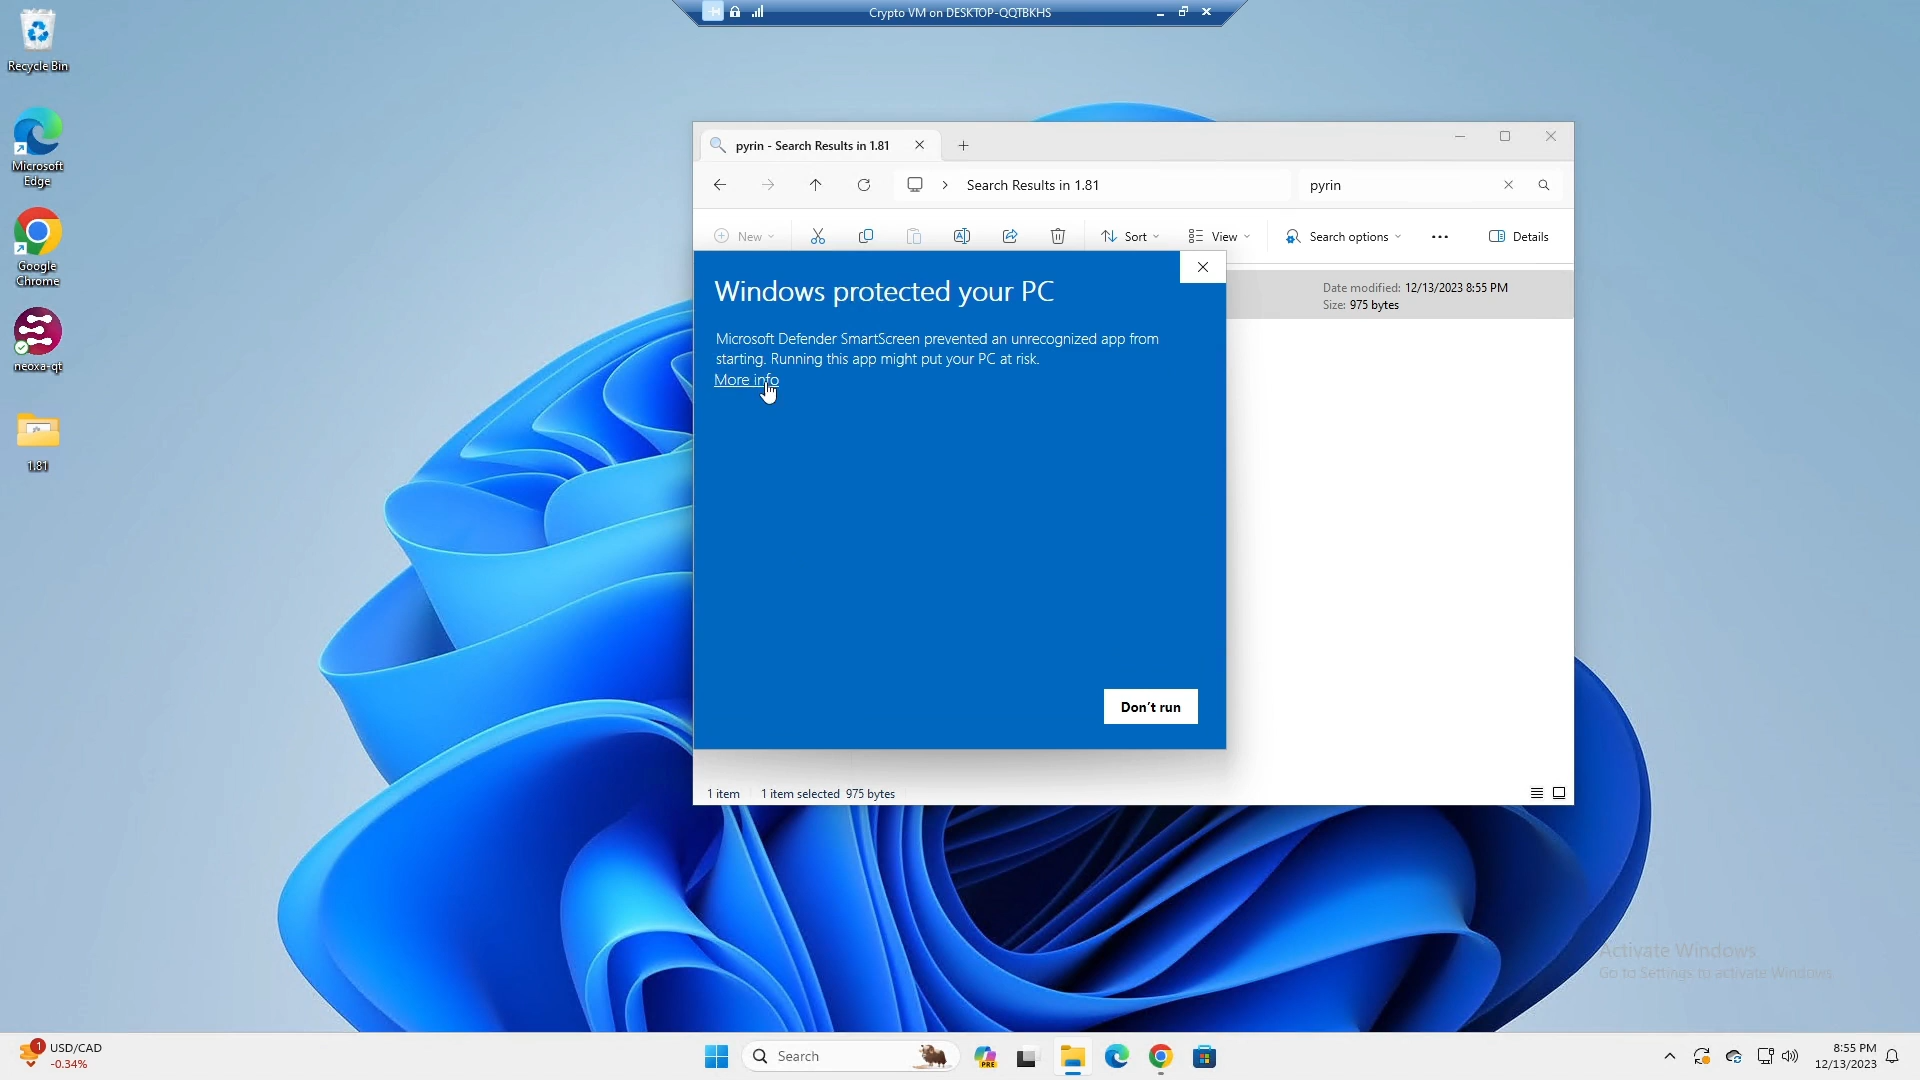 Crypto VM on DESKTOP-QQTBKHS
Recycle Bin
Microsoft
Edge
Google
Chrome
neoxa-qt
1.81
pyrin - Search Results in 1.81
Search Results in 1.81
pyrin
New
Sort
View
Search options
Details
Date modified: 12/13/2023 8:55 PM
Size: 975 bytes
Windows protected your PC
Microsoft Defender SmartScreen prevented an unrecognized app from
starting. Running this app might put your PC at risk.
More info
Don't run
1 item
1 item selected 975 bytes
Activate Windows
Go to Settings to activate Windows.
1
USD/CAD
-0.34%
Search
PRE
8:55 PM
12/13/2023